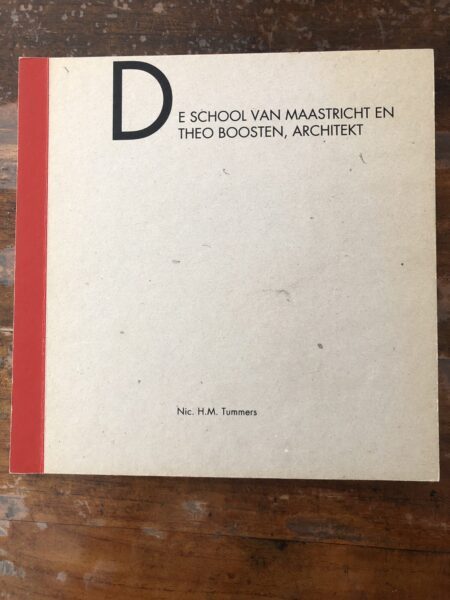 DE SCHOOL VAN MAASTRICHT EN
THEO BOOSTEN, ARCHITEKT
Nic. H.M. Tummers